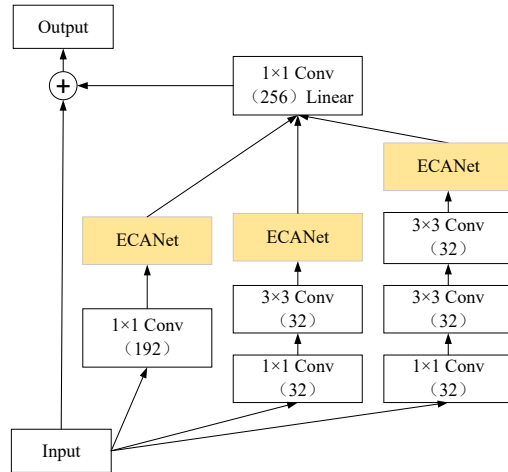 Output
+
1×1 Conv
（256）Linear
ECANet
3×3 Conv
（32）
ECANet
ECANet
3×3 Conv
（32）
3×3 Conv
（32）
1×1 Conv
（192）
1×1 Conv
（32）
1×1 Conv
（32）
Input